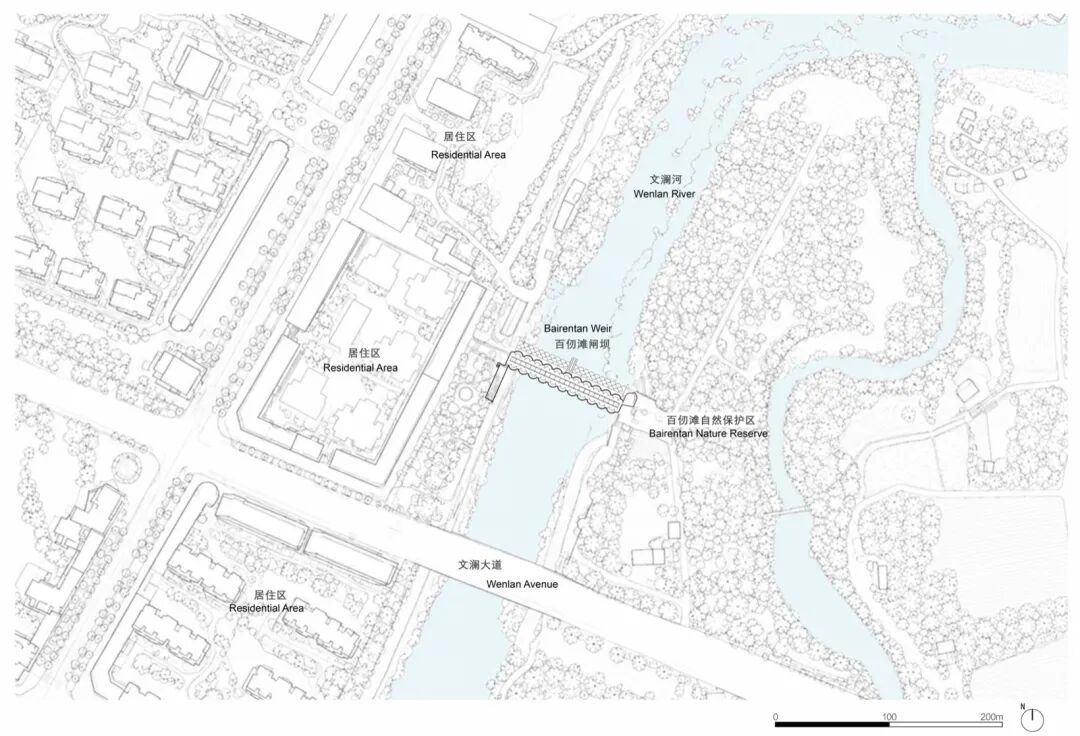 居住区
Residential Area
文澜河
Wenlan River
Bairentan Weir
百仞滩闸坝
居住区
Residential Area
百仞滩自然保护区
Bairentan Nature Reserve
文澜大道
Wenlan Avenue
居住区
Residential Area
0 100 200m
N